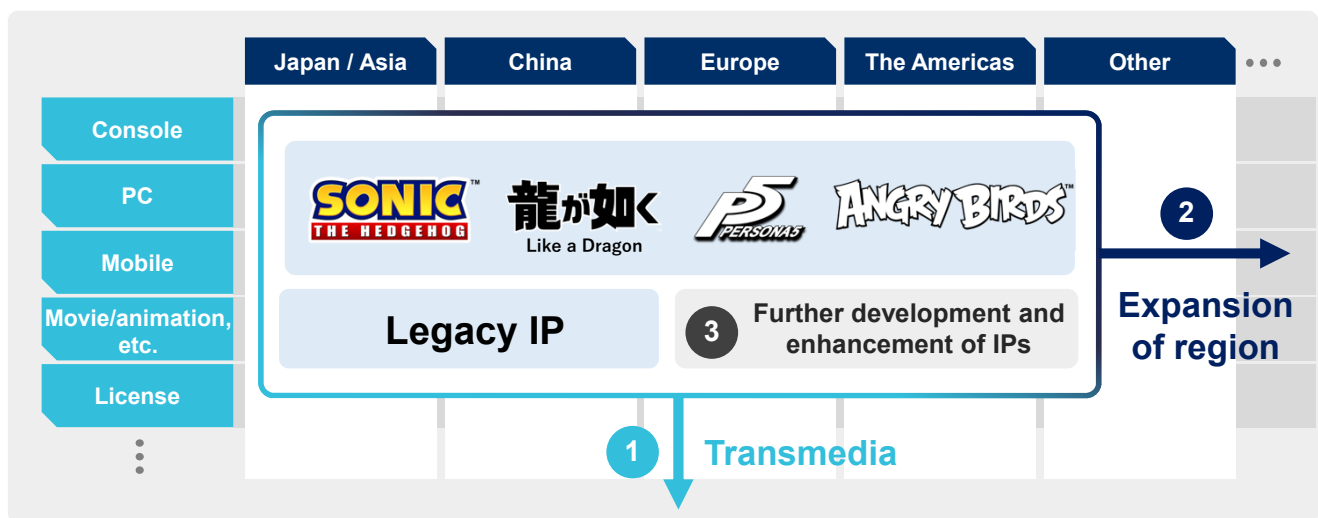 Japan / Asia
China
Europe
The Americas
Other
Console
PC
Mobile
Movie/animation,
etc.
License
SONIC™
THE HEDGEHOG
龍が如く
Like a Dragon
P5
PERSONA5
ANGRY BIRDS™
Legacy IP
3
Further development and
enhancement of IPs
2
Expansion
of region
1
Transmedia